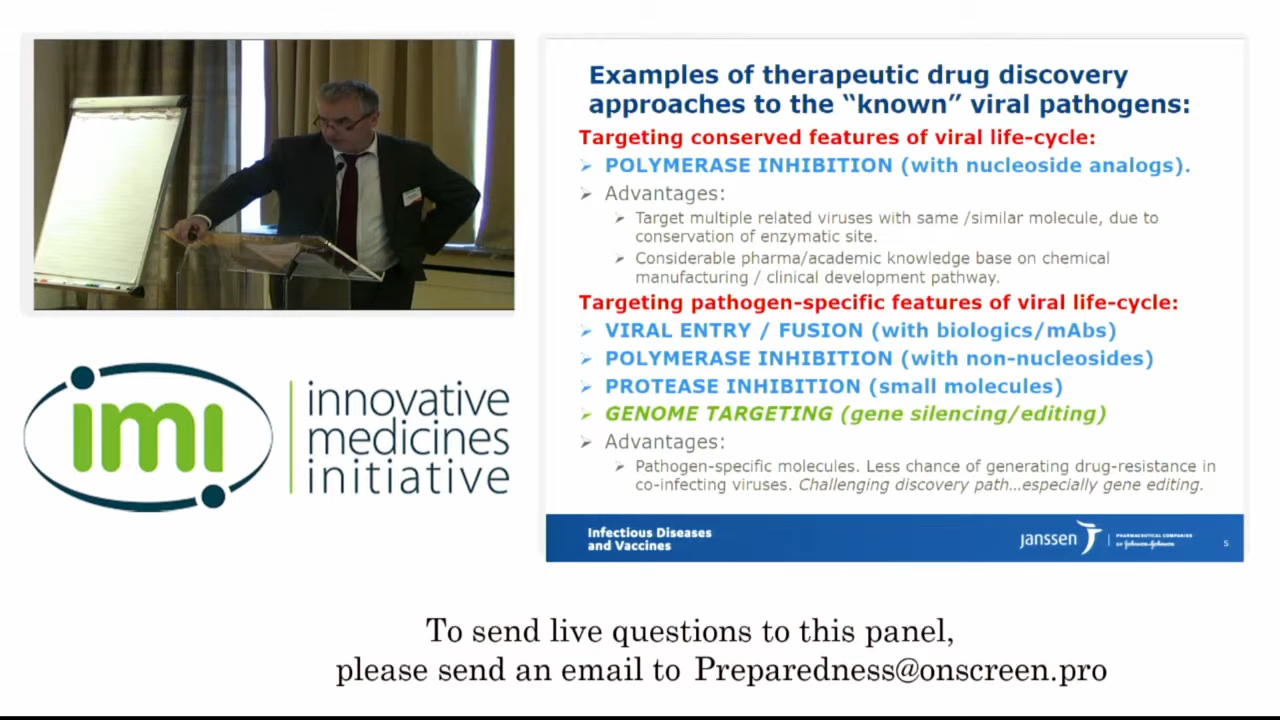 Examples of therapeutic drug discovery
approaches to the “known” viral pathogens:
Targeting conserved features of viral life-cycle:
POLYMERASE INHIBITION (with nucleoside analogs).
Advantages:
Target multiple related viruses with same /similar molecule, due to
conservation of enzymatic site.
Considerable pharma/academic knowledge base on chemical
manufacturing / clinical development pathway.
Targeting pathogen-specific features of viral life-cycle:
VIRAL ENTRY / FUSION (with biologics/mAbs)
POLYMERASE INHIBITION (with non-nucleosides)
PROTEASE INHIBITION (small molecules)
GENOME TARGETING (gene silencing/editing)
Advantages:
Pathogen-specific molecules. Less chance of generating drug-resistance in
co-infecting viruses. Challenging discovery path...especially gene editing.
Infectious Diseases
and Vaccines
janssen
PHARMACEUTICAL COMPANIES
OF Johnson-Johnson
5
imi
innovative
medicines
initiative
To send live questions to this panel,
please send an email to Preparedness@onscreen.pro